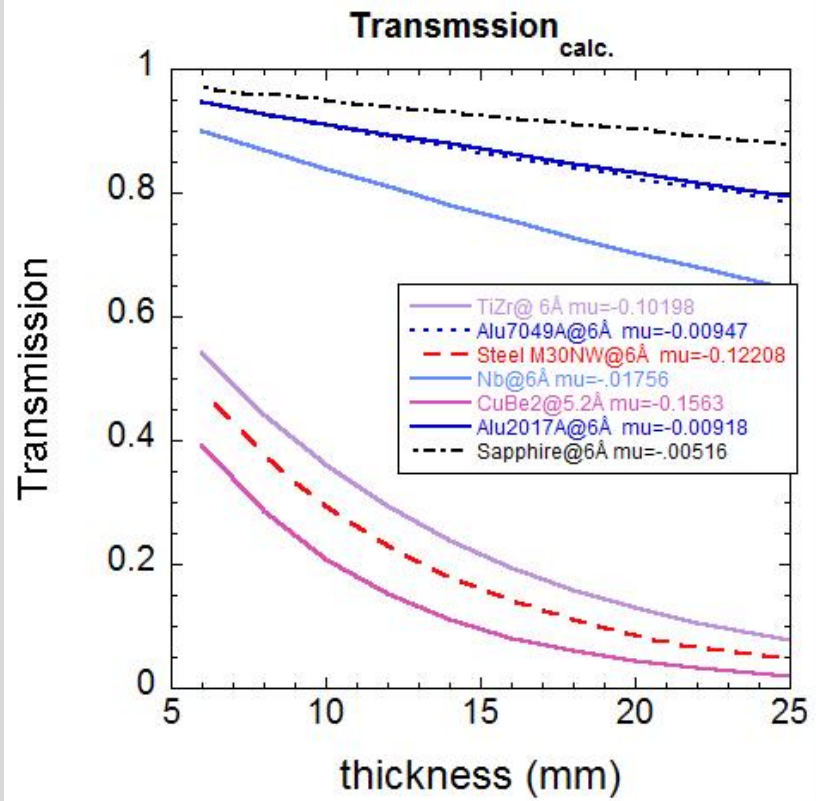 Transmssion calc.
1
0.8
0.6
0.4
0.2
0
Transmission
TiZr@ 6Å mu=-0.10198
Alu7049A@6Å mu=-0.00947
Steel M30NW@6Å mu=-0.12208
Nb@6Å mu=-.01756
CuBe2@5.2Å mu=-0.1563
Alu2017A@6Å mu=-0.00918
Sapphire@6Å mu=-.00516
5 10 15 20 25
thickness (mm)